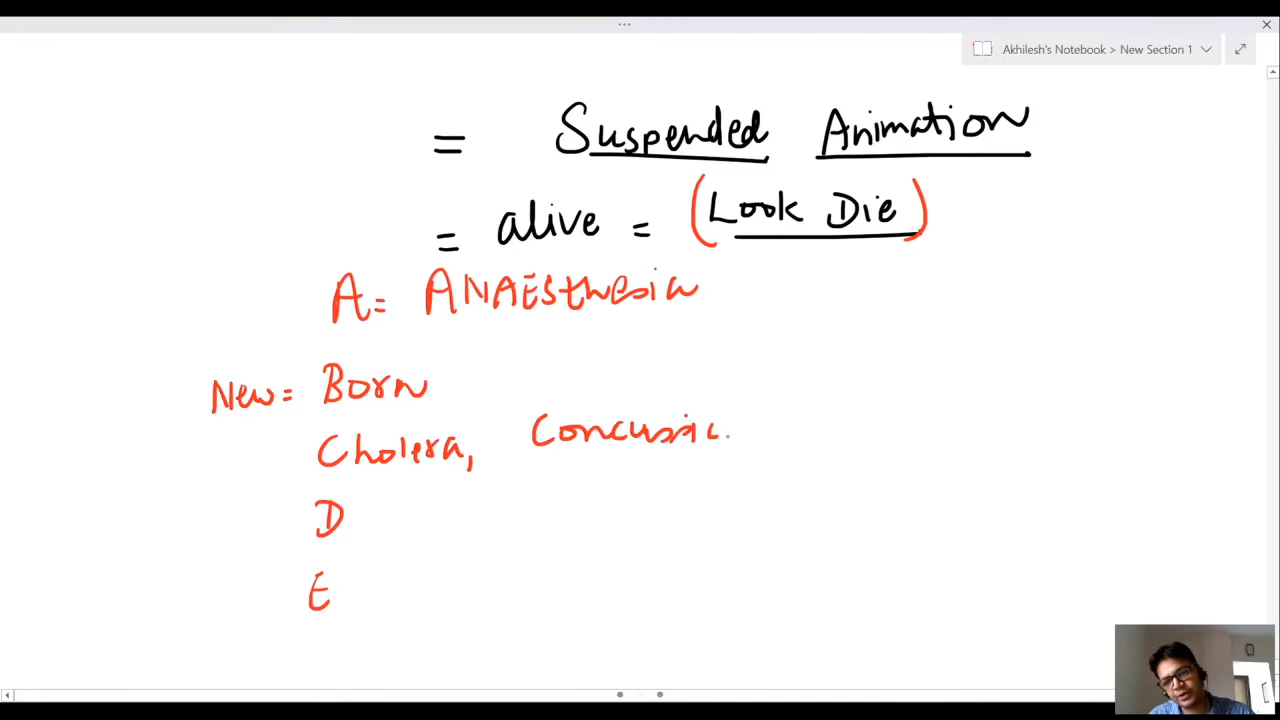 Akhilesh's Notebook > New Section 1
= Suspended Animation
= alive = (Look Die)
A= ANAESthesia
New = Born
Cholera, Concussi
D
E